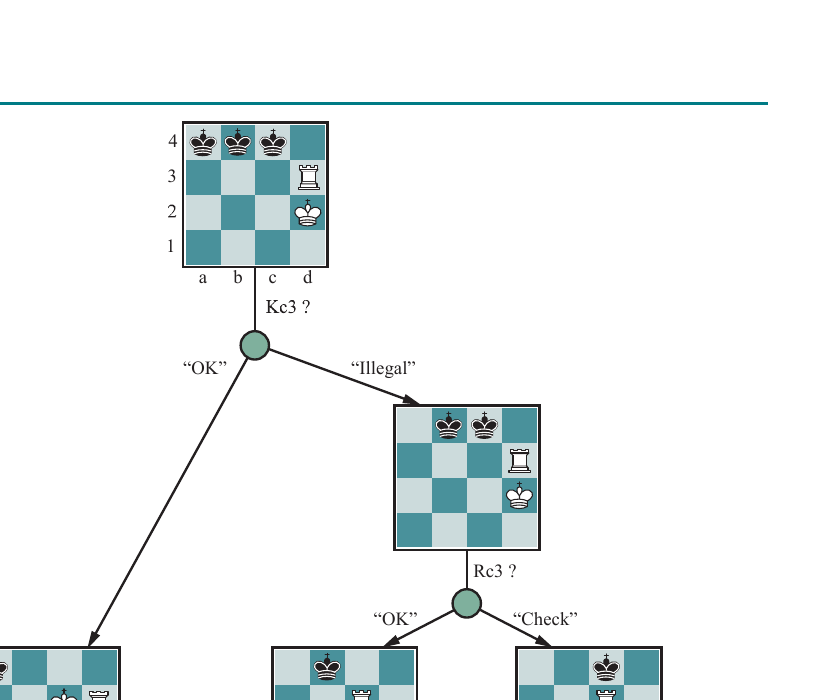 4
3
2
1
a b c d
Kc3 ?
“OK” “Illegal”
Rc3 ?
“OK” “Check”